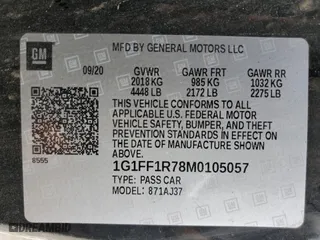 GM
MFD BY GENERAL MOTORS LLC
09/20 GVWR GAWR FRT GAWR RR
2018 KG 985 KG 1032 KG
4448 LB 2172 LB 2275 LB
THIS VEHICLE CONFORMS TO ALL APPLICABLE U.S. FEDERAL MOTOR
VEHICLE SAFETY, BUMPER, AND THEFT
PREVENTION STANDARDS IN EFFECT ON
THE DATE OF MANUFACTURE SHOWN ABOVE.
8555
1G1FF1R78M0105057
TYPE: PASS CAR
MODEL: 871AJ37
DREAMBID